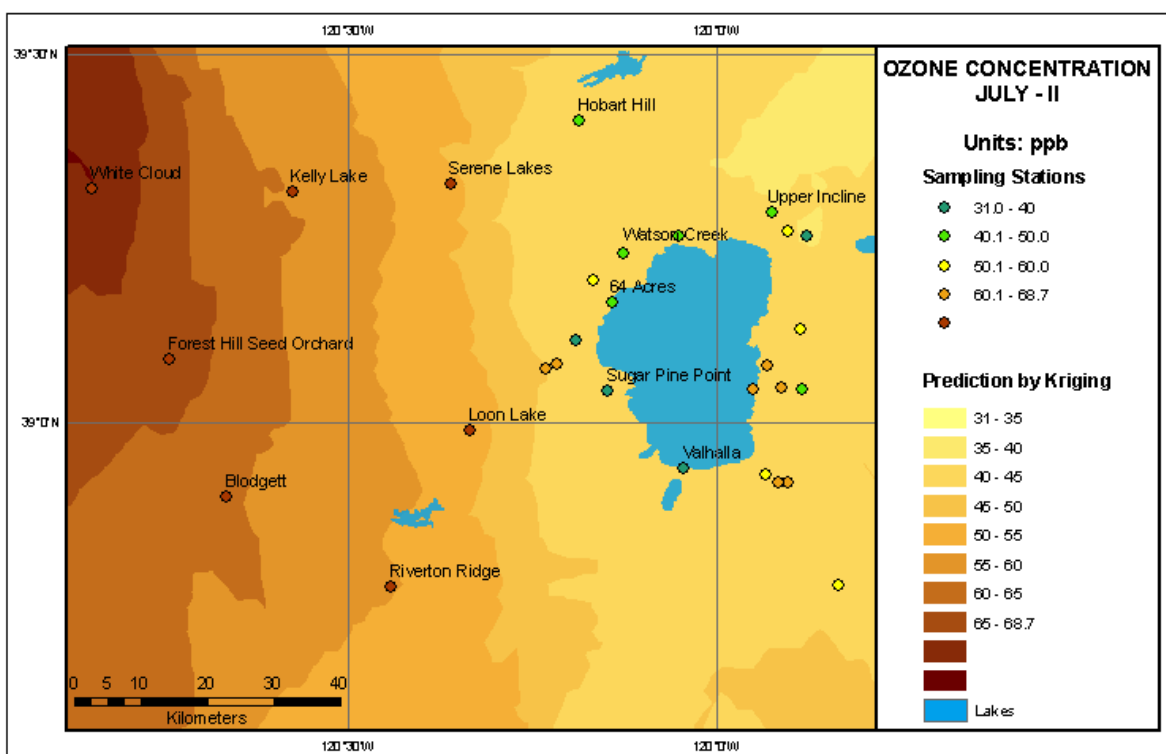 120°30'W 120°0'W
39°30'N
OZONE CONCENTRATION
JULY - II
Units: ppb
Sampling Stations
31.0 - 40
40.1 - 50.0
50.1 - 60.0
60.1 - 68.7
Prediction by Kriging
31 - 35
35 - 40
40 - 45
45 - 50
50 - 55
55 - 60
60 - 65
65 - 68.7
Lakes
Hobart Hill
White Cloud
Kelly Lake
Serene Lakes
Upper Incline
Watson Creek
64 Acres
Forest Hill Seed Orchard
Sugar Pine Point
39°0'N
Loon Lake
Valhalla
Blodgett
Riverton Ridge
0 5 10 20 30 40
Kilometers
120°30'W 120°0'W